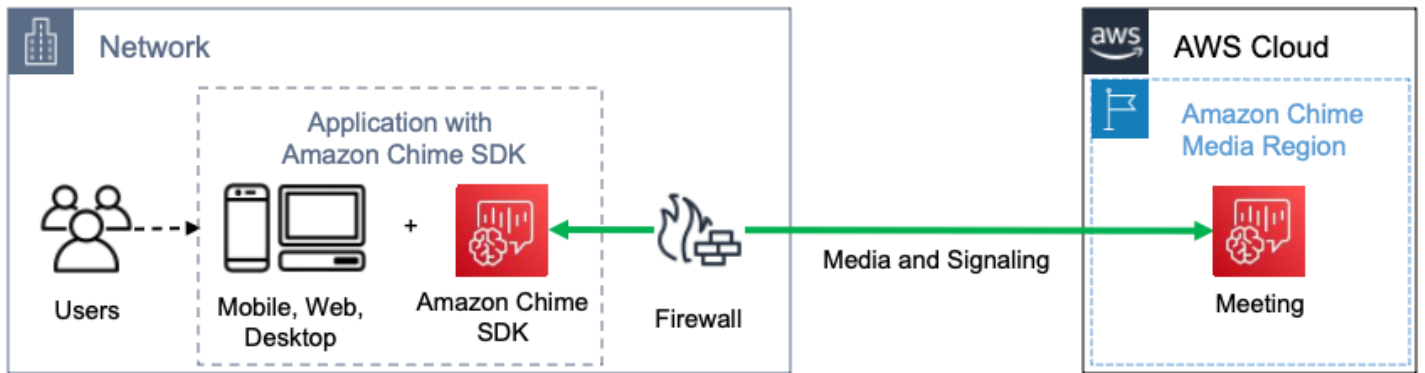 Network
aws
AWS Cloud
Application with
Amazon Chime SDK
Amazon Chime
Media Region
+
Users
Mobile, Web,
Desktop
Amazon Chime
SDK
Firewall
Media and Signaling
Meeting